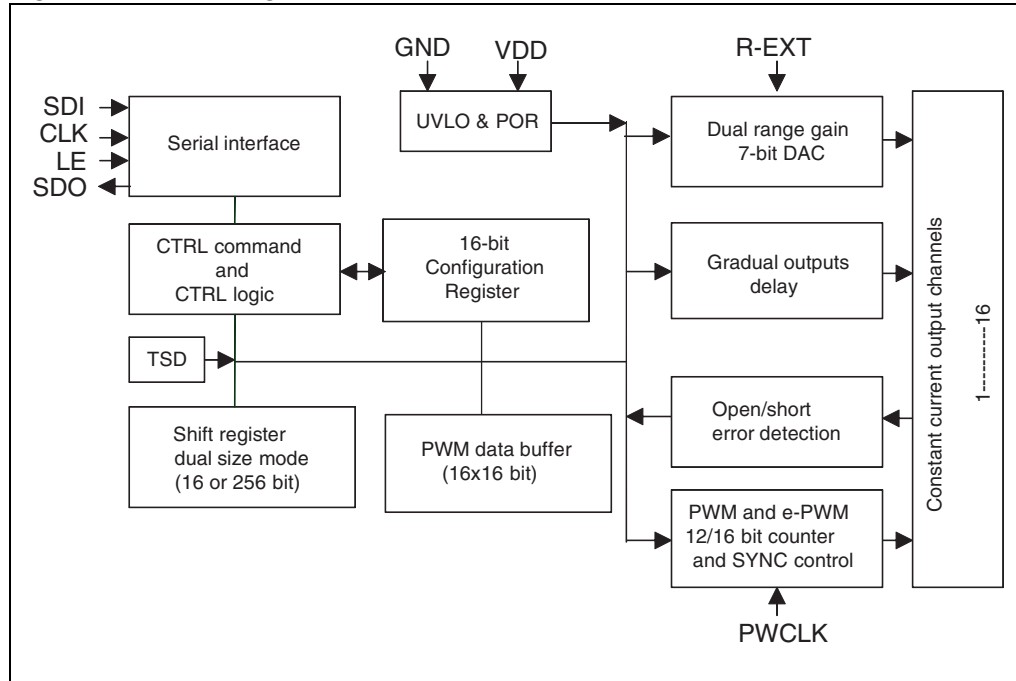 GND
VDD
R-EXT
SDI
CLK
LE
SDO
Serial interface
UVLO & POR
Dual range gain
7-bit DAC
CTRL command
and
CTRL logic
16-bit
Configuration
Register
Gradual outputs
delay
TSD
Shift register
dual size mode
(16 or 256 bit)
PWM data buffer
(16x16 bit)
Open/short
error detection
PWM and e-PWM
12/16 bit counter
and SYNC control
PWCLK
Constant current output channels
1----------16